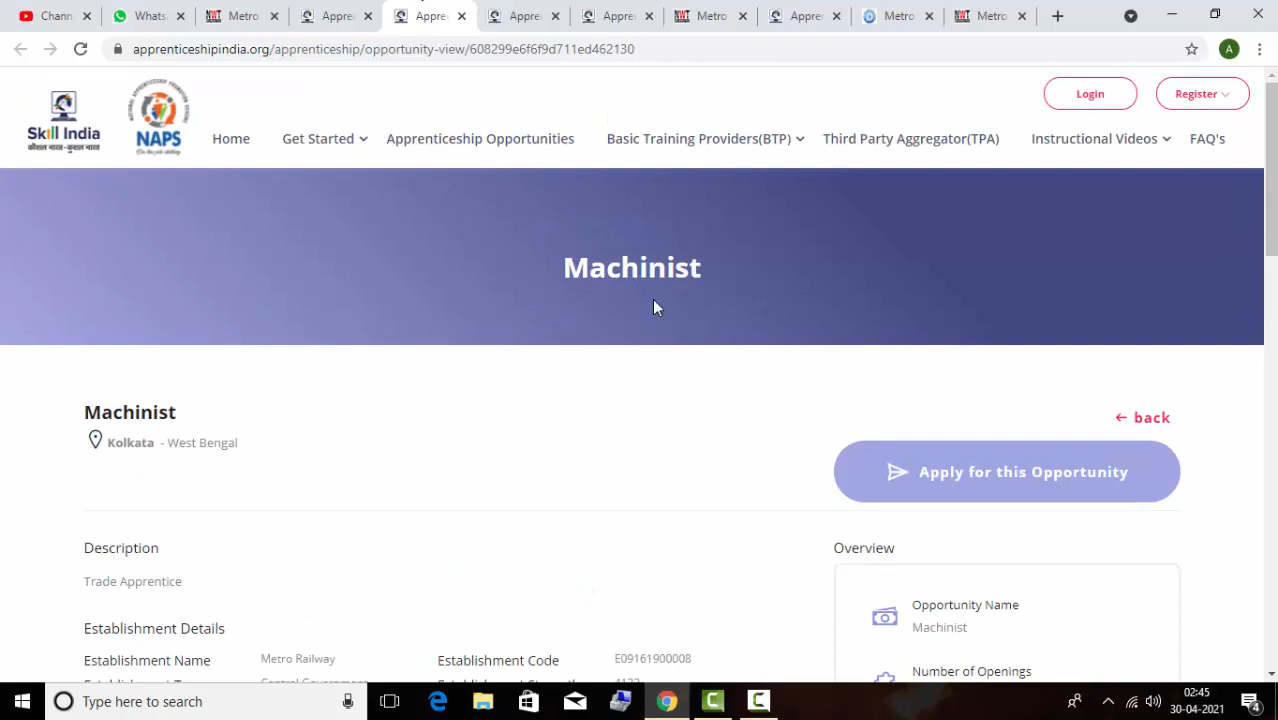 Chann
Whats
Metro
Appren
Appre
Appre
Appre
Metro
Appre
Metro
Metro
apprenticeshipindia.org/apprenticeship/opportunity-view/608299e6f6f9d711ed462130
A
Login
Register
Skill India
कौशल भारत-कुशल भारत
NAPS
Home
Get Started
Apprenticeship Opportunities
Basic Training Providers(BTP)
Third Party Aggregator(TPA)
Instructional Videos
FAQ's
Machinist
Machinist
back
Kolkata - West Bengal
Apply for this Opportunity
Description
Overview
Trade Apprentice
Opportunity Name
Machinist
Establishment Details
Establishment Name Metro Railway Establishment Code E09161900008
Number of Openings
Type here to search
02:45
30-04-2021
4